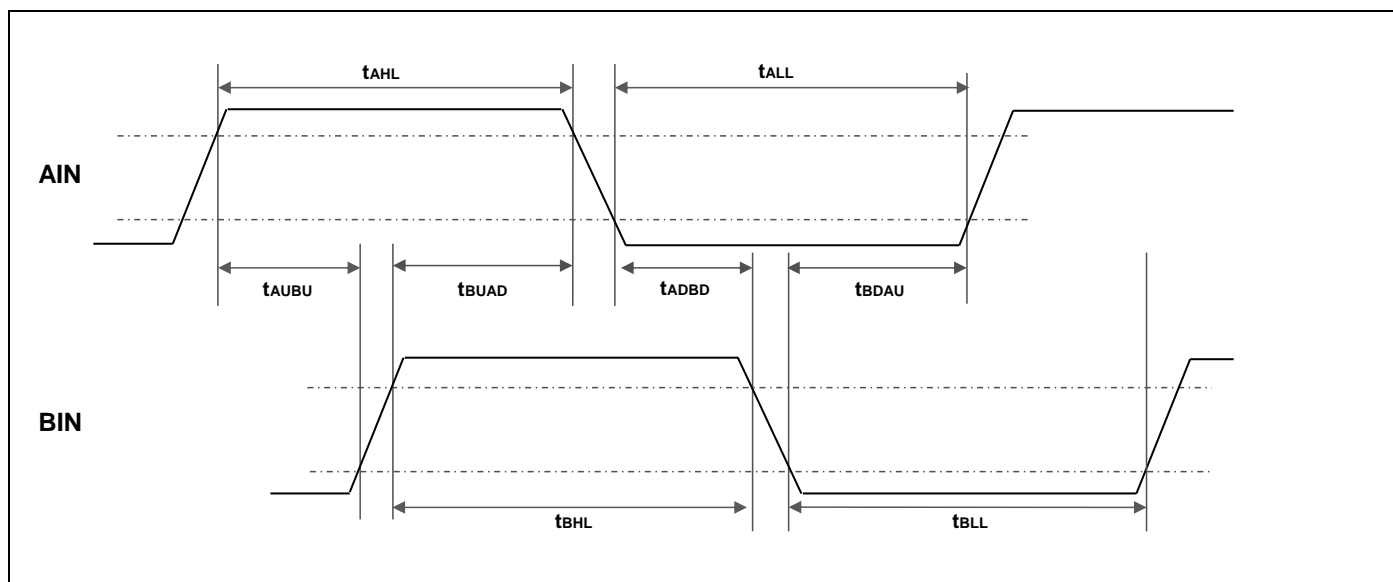 tAHL
tALL
AIN
tAUBU
tBUAD
tADBD
tBDAU
BIN
tBHL
tBLL